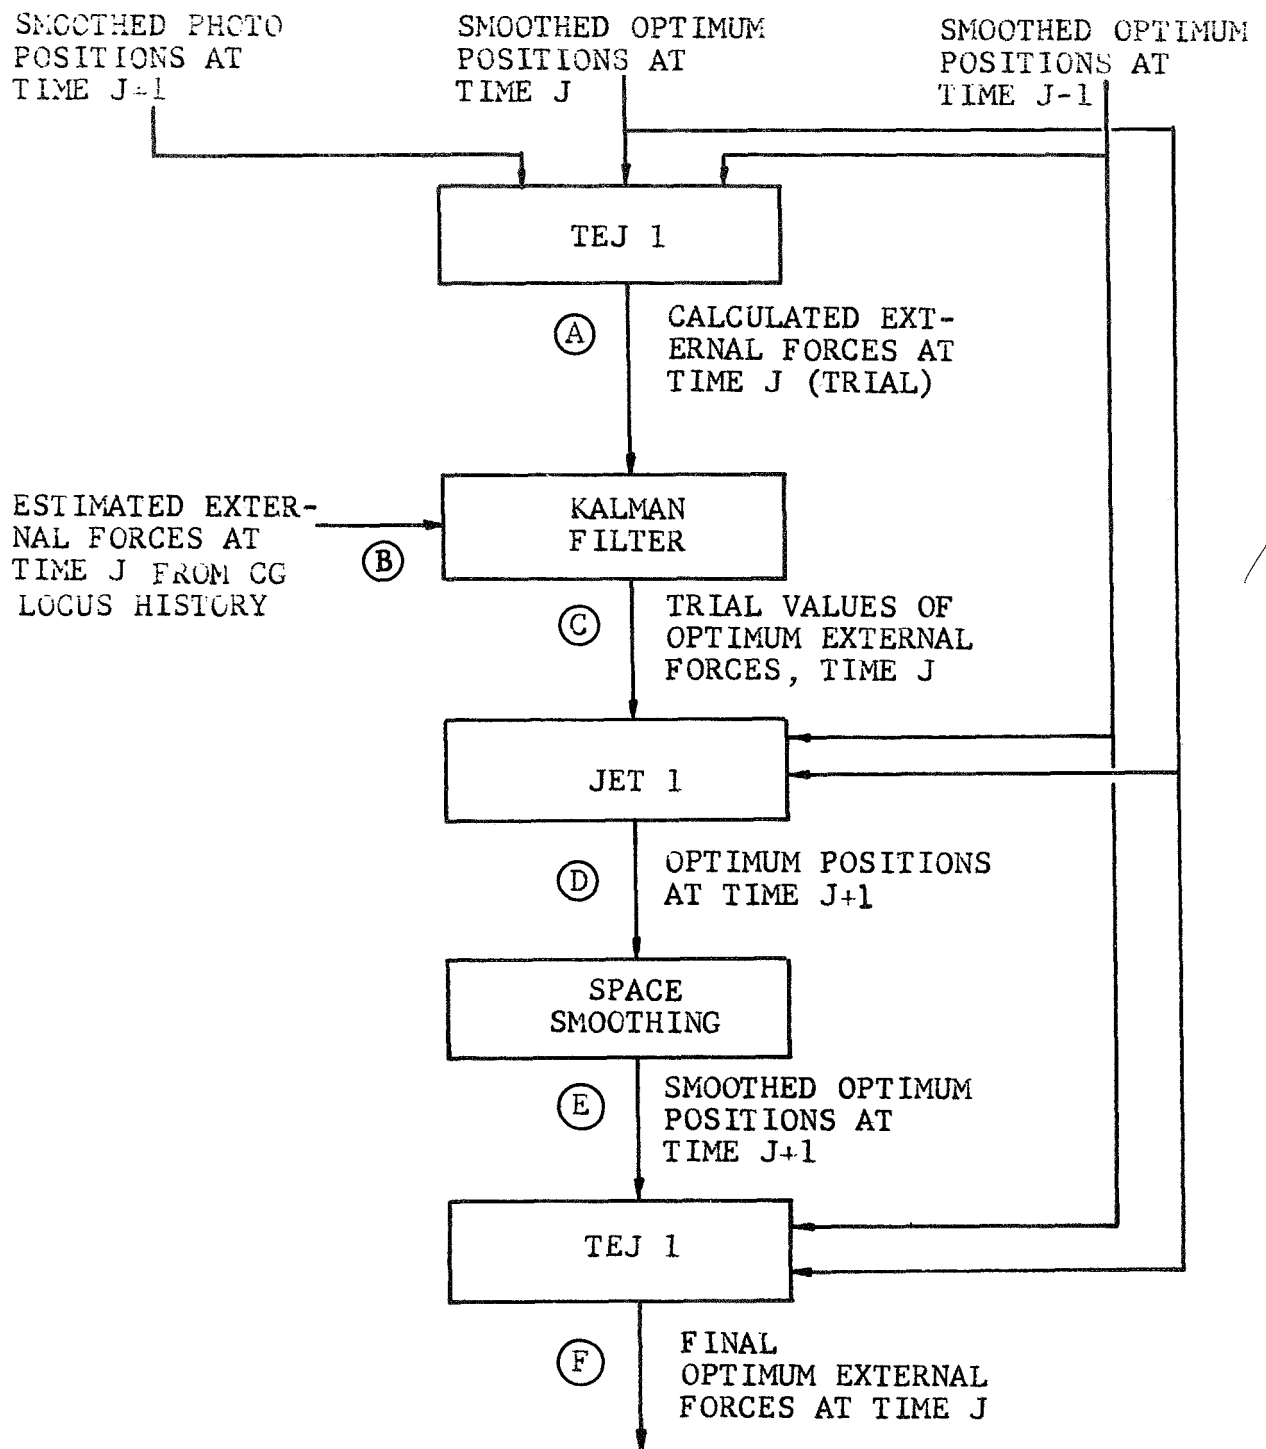 SMOOTHED PHOTO
POSITIONS AT
TIME J+1
SMOOTHED OPTIMUM
POSITIONS AT
TIME J
SMOOTHED OPTIMUM
POSITIONS AT
TIME J-1
TEJ 1
A
CALCULATED EXT-
ERNAL FORCES AT
TIME J (TRIAL)
ESTIMATED EXTER-
NAL FORCES AT
TIME J FROM CG
LOCUS HISTORY
B
KALMAN
FILTER
C
TRIAL VALUES OF
OPTIMUM EXTERNAL
FORCES, TIME J
JET 1
D
OPTIMUM POSITIONS
AT TIME J+1
SPACE
SMOOTHING
E
SMOOTHED OPTIMUM
POSITIONS AT
TIME J+1
TEJ 1
F
FINAL
OPTIMUM EXTERNAL
FORCES AT TIME J